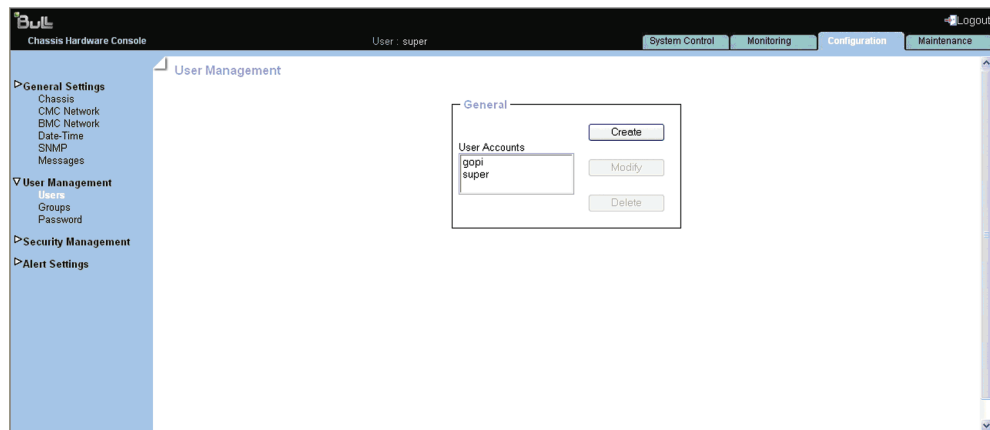 Bull
Logout
Chassis Hardware Console
User : super
System Control
Monitoring
Configuration
Maintenance
General Settings
Chassis
CMC Network
BMC Network
Date-Time
SNMP
Messages
User Management
Users
Groups
Password
Security Management
Alert Settings
User Management
General
User Accounts
gopi
super
Create
Modify
Delete